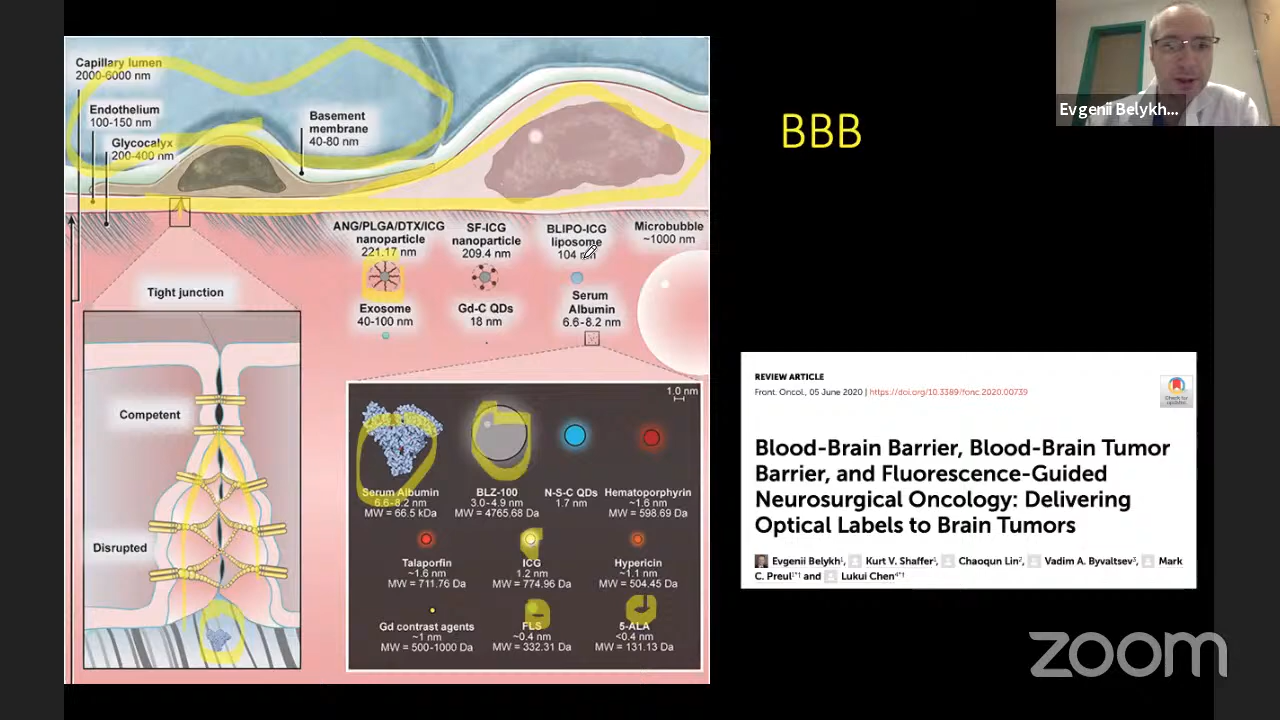 Capillary lumen
2000-6000 nm
Endothelium
100-150 nm
Glycocalyx
200-400 nm
Basement
membrane
40-80 nm
BBB
Evgenii Belykh...
ANG/PLGA/DTX/ICG
nanoparticle
221.17 nm
SF-ICG
nanoparticle
209.4 nm
BLIPO-ICG
liposome
104 nm
Microbubble
~1000 nm
Tight junction
Exosome
40-100 nm
Gd-C QDs
18 nm
Serum
Albumin
6.6-8.2 nm
Competent
Disrupted
1.0 nm
Serum Albumin
6.6-8.2 nm
MW = 66.5 kDa
BLZ-100
3.0-4.9 nm
MW = 4765.68 Da
N-S-C QDs
1.7 nm
Hematoporphyrin
~1.6 nm
MW = 598.69 Da
Talaporfin
~1.6 nm
MW = 711.76 Da
ICG
1.2 nm
MW = 774.96 Da
Hypericin
~1.1 nm
MW = 504.45 Da
Gd contrast agents
~1 nm
MW = 500-1000 Da
FLS
~0.4 nm
MW = 332.31 Da
5-ALA
<0.4 nm
MW = 131.13 Da
REVIEW ARTICLE
Front. Oncol., 05 June 2020 | https://doi.org/10.3389/fonc.2020.00739
Check for
updates
Blood-Brain Barrier, Blood-Brain Tumor
Barrier, and Fluorescence-Guided
Neurosurgical Oncology: Delivering
Optical Labels to Brain Tumors
Evgenii Belykh¹, Kurt V. Shaffer¹, Chaoqun Lin², Vadim A. Byvaltsev³, Mark
C. Preul¹*† and Lukui Chen⁴*†
zoom